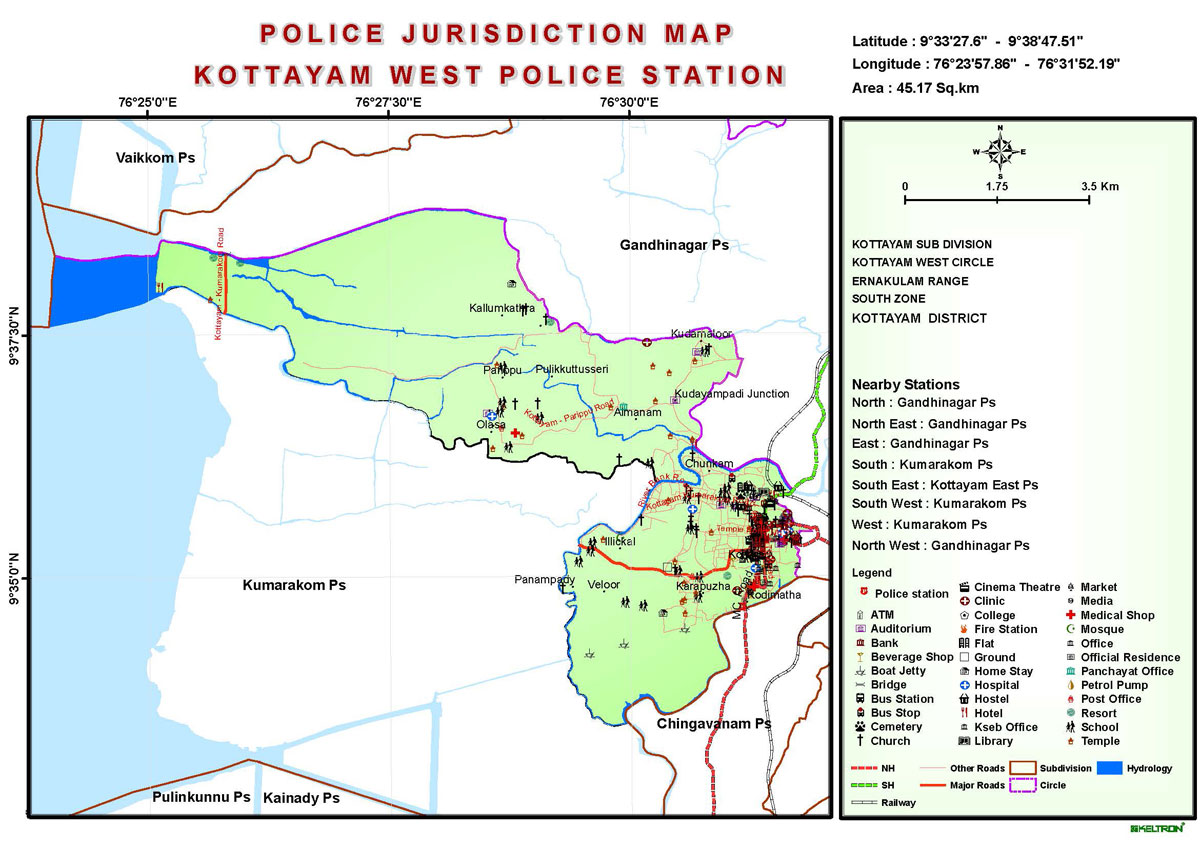 POLICE JURISDICTION MAP
KOTTAYAM WEST POLICE STATION
Latitude : 9°33'27.6" - 9°38'47.51"
Longitude : 76°23'57.86" - 76°31'52.19"
Area : 45.17 Sq.km
76°25'0"E
76°27'30"E
76°30'0"E
9°37'30"N
9°35'0"N
Vaikkom Ps
Gandhinagar Ps
Kottayam - Kumarakom Road
Kallumkathra
Kudamaloor
Parippu
Pulikkuttusseri
Kudayampadi Junction
Kottayam - Parippu Road
Aimanam
Olasa
Chunkam
River Bank R
Kottayam Kumarak
Temple
Illickal
Panampady
Veloor
Karapuzha
Kodimatha
Kumarakom Ps
Chingavanam Ps
Pulinkunnu Ps
Kainady Ps
N
W
E
S
0
1.75
3.5 Km
KOTTAYAM SUB DIVISION
KOTTAYAM WEST CIRCLE
ERNAKULAM RANGE
SOUTH ZONE
KOTTAYAM DISTRICT
Nearby Stations
North : Gandhinagar Ps
North East : Gandhinagar Ps
East : Gandhinagar Ps
South : Kumarakom Ps
South East : Kottayam East Ps
South West : Kumarakom Ps
West : Kumarakom Ps
North West : Gandhinagar Ps
Legend
Police station
ATM
Auditorium
Bank
Beverage Shop
Boat Jetty
Bridge
Bus Station
Bus Stop
Cemetery
Church
Cinema Theatre
Clinic
College
Fire Station
Flat
Ground
Home Stay
Hospital
Hostel
Hotel
Kseb Office
Library
Market
Media
Medical Shop
Mosque
Office
Official Residence
Panchayat Office
Petrol Pump
Post Office
Resort
School
Temple
NH
SH
Railway
Other Roads
Major Roads
Subdivision
Circle
Hydrology
KELTRON